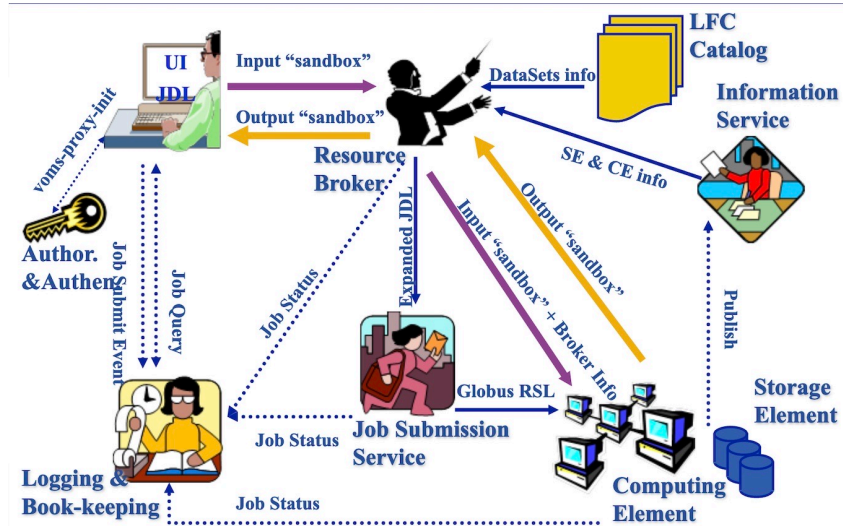 UI
JDL
Input “sandbox”
Output “sandbox”
LFC
Catalog
DataSets info
Information
Service
Resource
Broker
SE & CE info
voms-proxy-init
Author.
&Authen.
Job Submit Event
Job Query
Job Status
Expanded JDL
Input “sandbox” + Broker Info
Output “sandbox”
Publish
Storage
Element
Globus RSL
Job Status
Job Submission
Service
Logging &
Book-keeping
Computing
Element
Job Status